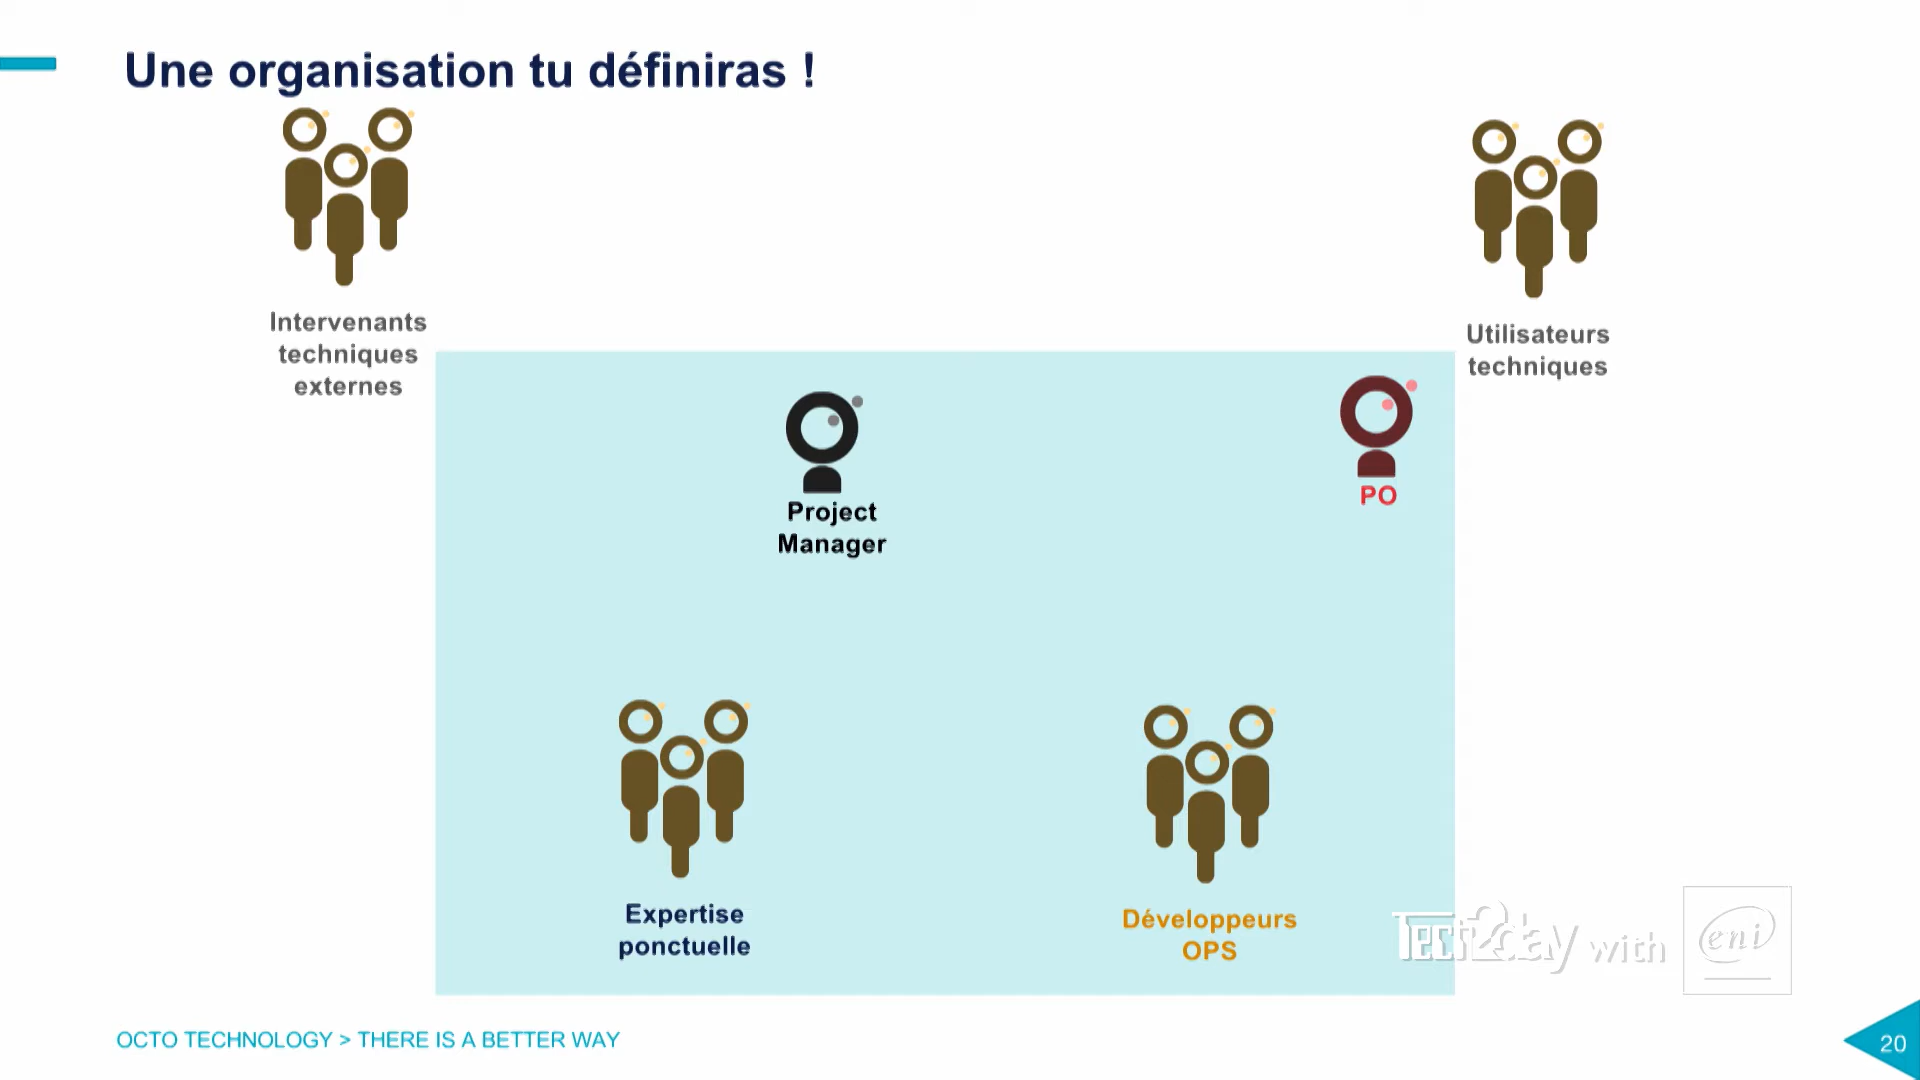 Une organisation tu définiras !
Intervenants
techniques
externes
Utilisateurs
techniques
Project
Manager
PO
Expertise
ponctuelle
Développeurs
OPS
Tech2day with
eni
OCTO TECHNOLOGY > THERE IS A BETTER WAY
20